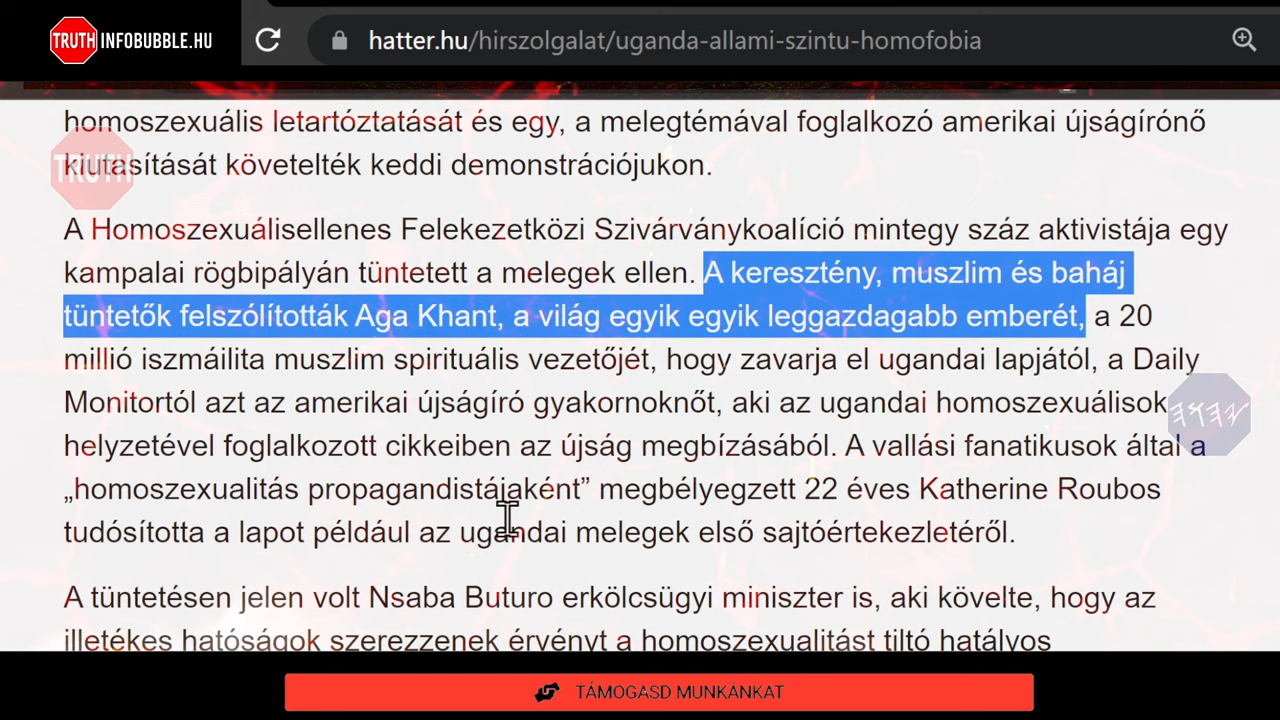 TRUTH INFOBUBBLE.HU
hatter.hu/hirszolgalat/uganda-allami-szintu-homofobia
homoszexuális letartóztatását és egy, a melegtémával foglalkozó amerikai újságírónő
kiutasítását követelték keddi demonstrációjukon.
TRUTH
A Homoszexuálisellenes Felekezetközi Szivárványkoalíció mintegy száz aktivistája egy
kampalai rögbipályán tüntetett a melegek ellen. A keresztény, muszlim és baháj
tüntetők felszólították Aga Khant, a világ egyik egyik leggazdagabb emberét, a 20
millió iszmáilita muszlim spirituális vezetőjét, hogy zavarja el ugandai lapjától, a Daily
Monitortól azt az amerikai újságíró gyakornoknőt, aki az ugandai homoszexuálisok
𐤉𐤄𐤅𐤄
helyzetével foglalkozott cikkeiben az újság megbízásából. A vallási fanatikusok által a
„homoszexualitás propagandistájaként” megbélyegzett 22 éves Katherine Roubos
tudósította a lapot például az ugandai melegek első sajtóértekezletéről.
A tüntetésen jelen volt Nsaba Buturo erkölcsügyi miniszter is, aki követte, hogy az
illetékes hatóságok szerezzenek érvényt a homoszexualitást tiltó hatályos
TÁMOGASD MUNKÁNKAT